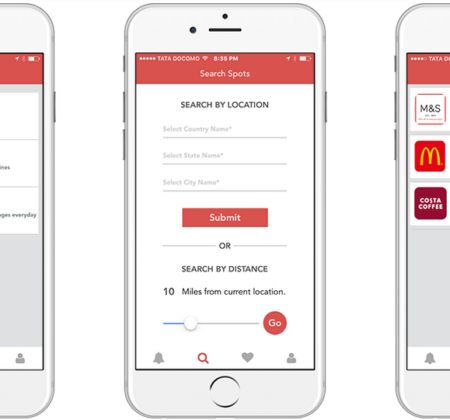 ines
ges everyday
TATA DOCOMO 8:35 PM
Search Spots
SEARCH BY LOCATION
Select Country Name*
Select State Name*
Select City Name*
Submit
OR
SEARCH BY DISTANCE
10 Miles from current location.
Go
TATA DO
M&S
COSTA
COFFEE